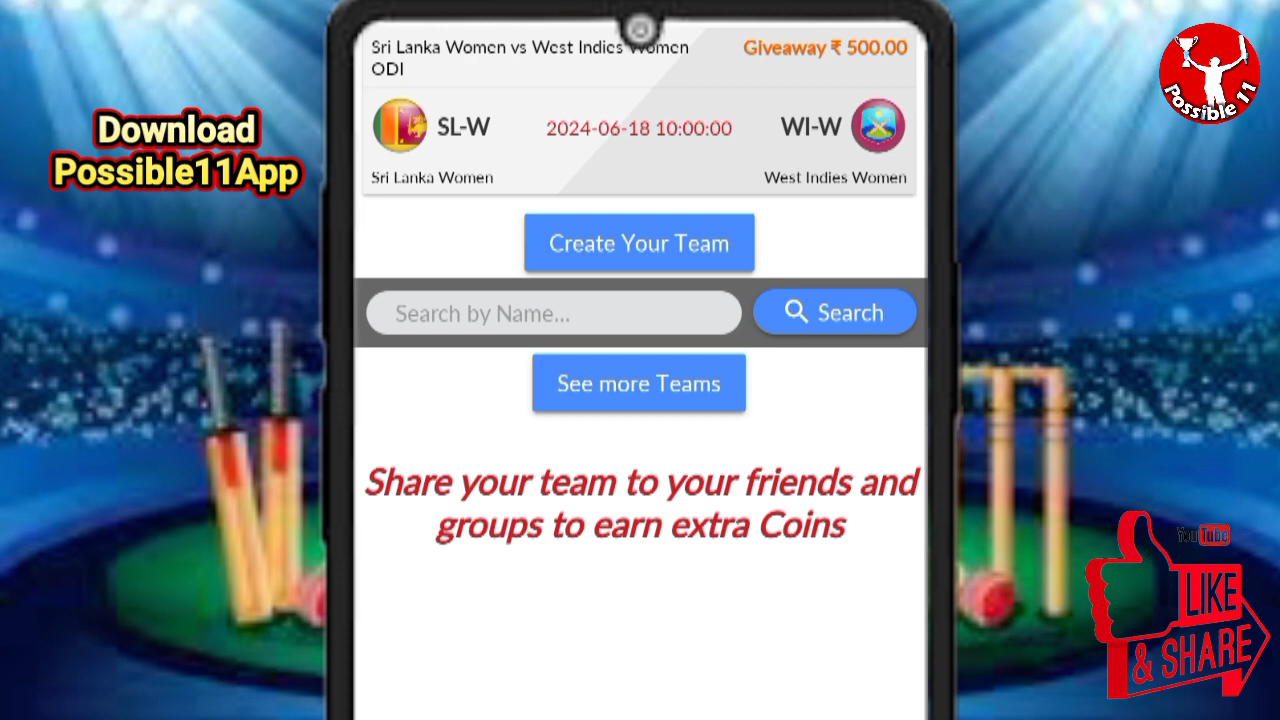 Sri Lanka Women vs West Indies Women
ODI
Giveaway ₹ 500.00
SL-W
2024-06-18 10:00:00
WI-W
Sri Lanka Women
West Indies Women
Create Your Team
Search by Name...
Search
See more Teams
Share your team to your friends and
groups to earn extra Coins
Download
Possible11App
Possible 11
YouTube
LIKE
& SHARE